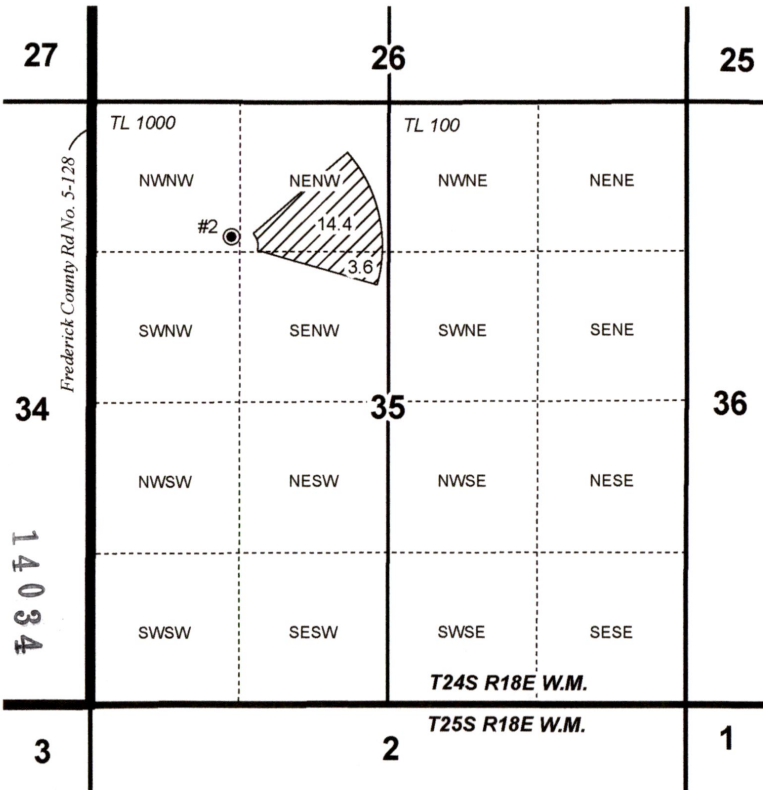 27
26
25
TL 1000
TL 100
Frederick County Rd No. 5-128
NWNW
NENW
NWNE
NENE
#2
14.4
3.6
SWNW
SENW
SWNE
SENE
34
35
36
NWSW
NESW
NWSE
NESE
14034
SWSW
SESW
SWSE
SESE
T24S R18E W.M.
T25S R18E W.M.
3
2
1